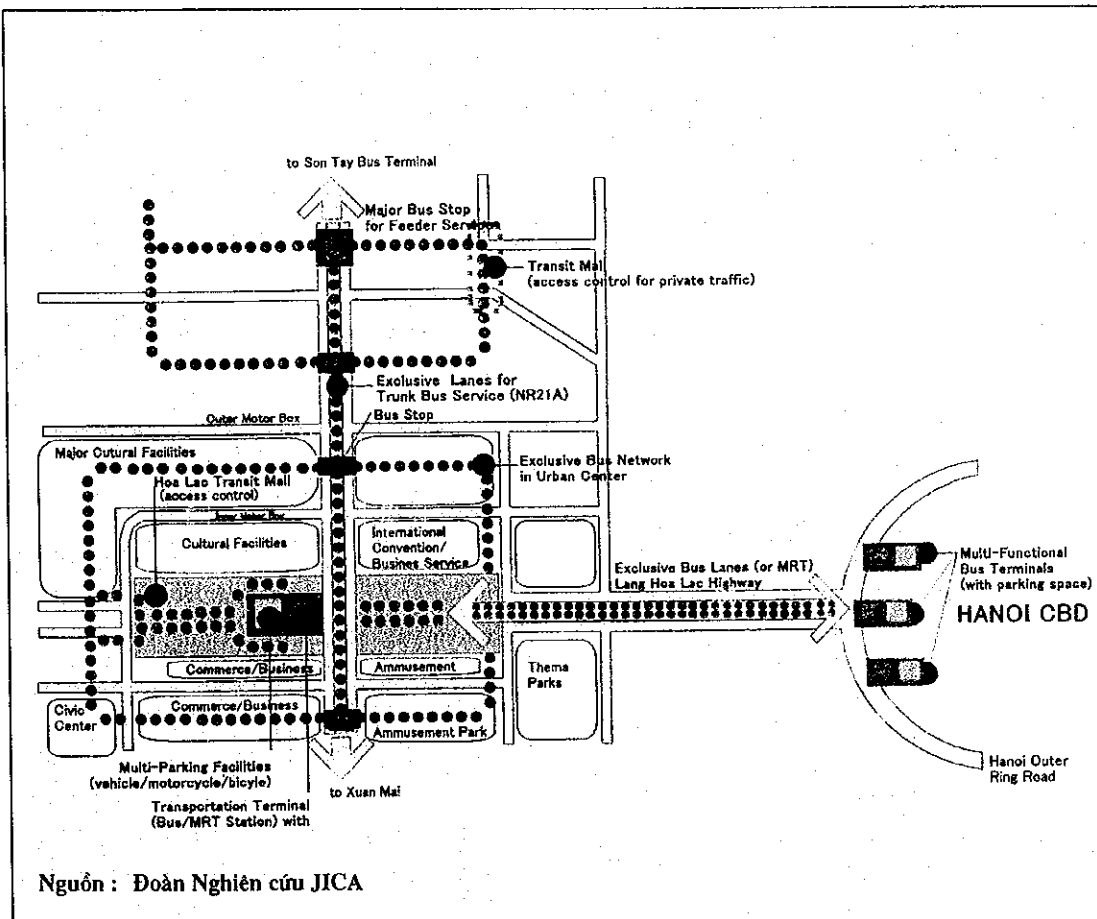 to Son Tay Bus Terminal
Major Bus Stop
for Feeder Services
Transit Mall
(access control for private traffic)
Exclusive Lanes for
Trunk Bus Service (NR21A)
Outer Motor Box
Bus Stop
Major Cutural Facilities
Hoa Lao Transit Mall
(access control)
Exclusive Bus Network
in Urban Center
Inner Motor Box
Cultural Facilities
International
Convention/
Busines Service
Exclusive Bus Lanes (or MRT)
Lang Hoa Lac Highway
Multi-Functional
Bus Terminals
(with parking space)
HANOI CBD
Commerce/Business
Ammusement
Thema
Parks
Civic
Center
Commerce/Business
Ammusement Park
Multi-Parking Facilities
(vehicle/motorcycle/bicyle)
to Xuan Mai
Transportation Terminal
(Bus/MRT Station) with
Hanoi Outer
Ring Road
Nguồn : Đoàn Nghiên cứu JICA